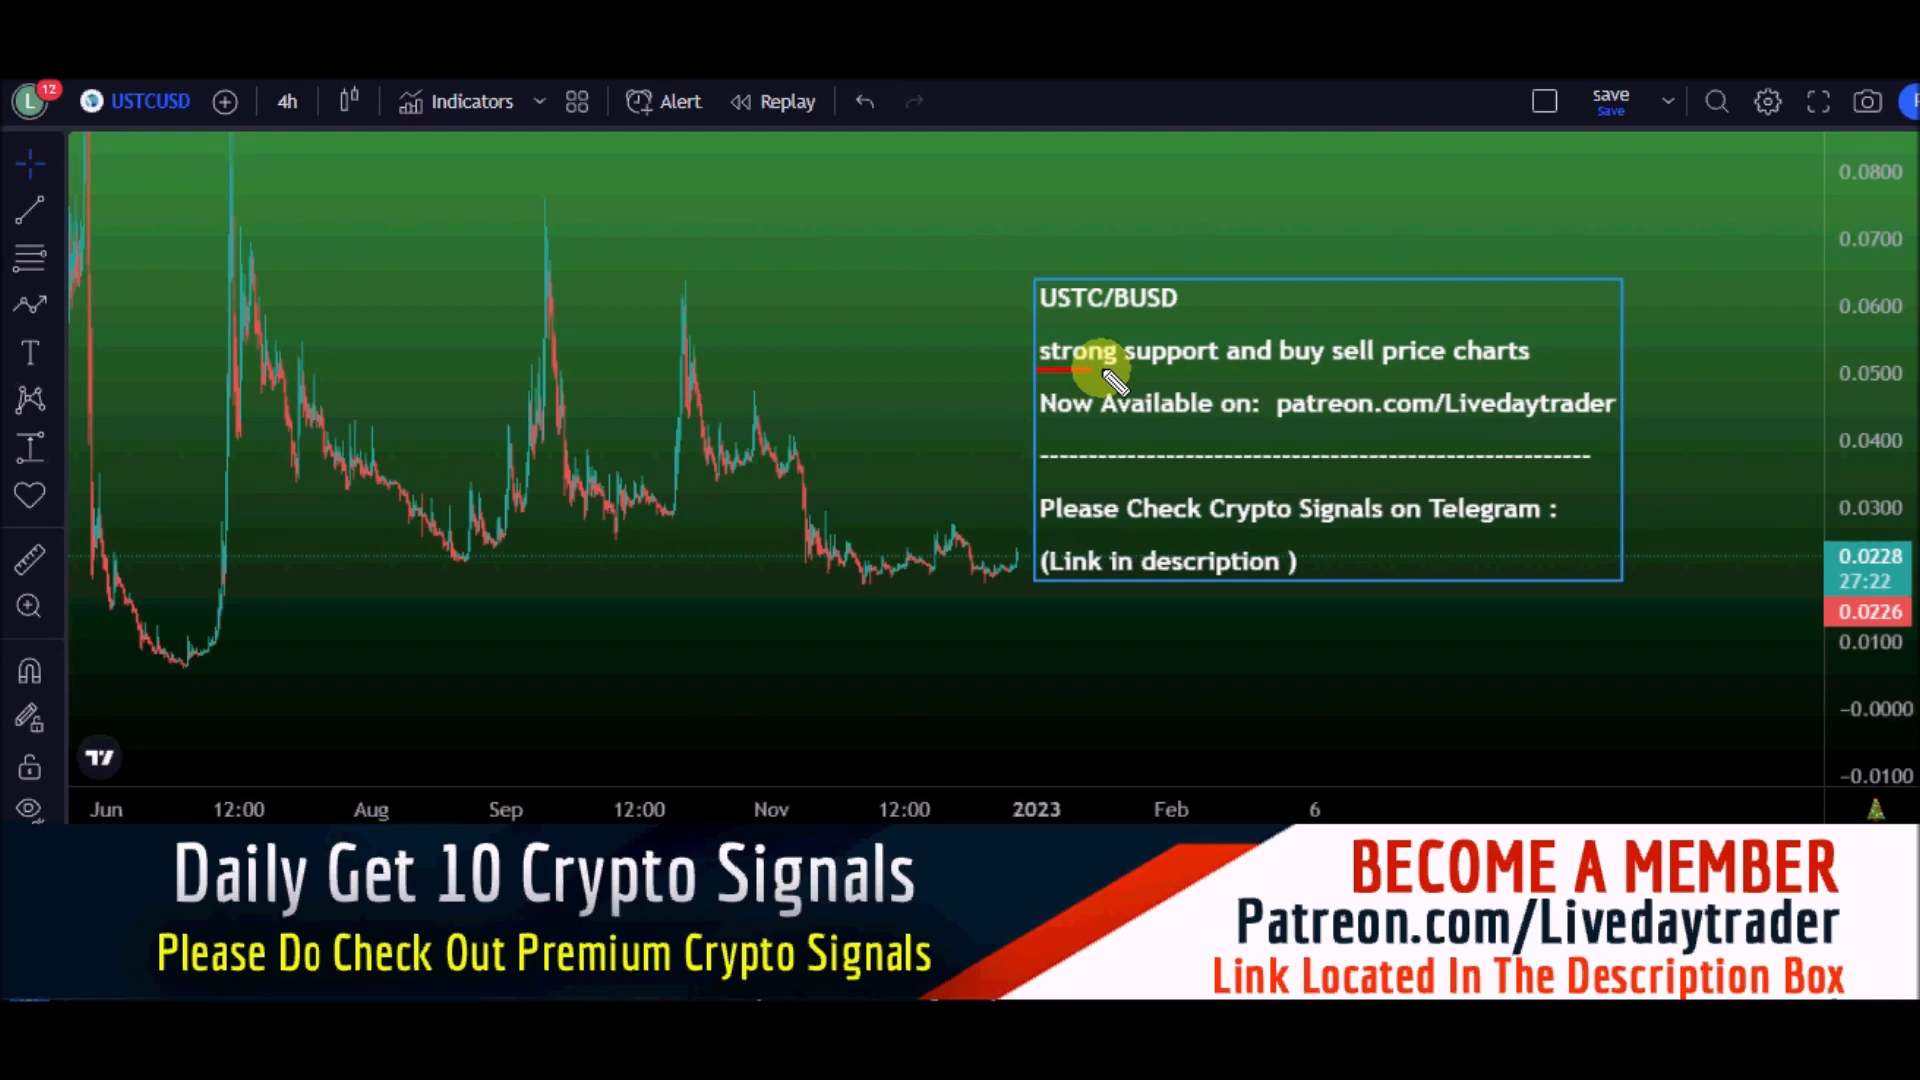 L 12 USTCUSD 4h Indicators Alert Replay save
Save
0.0800
0.0700
0.0600
0.0500
0.0400
0.0300
0.0228
27:22
0.0226
0.0100
−0.0000
−0.0100
USTC/BUSD
strong support and buy sell price charts
Now Available on: patreon.com/Livedaytrader
----------------------------------------------------------
Please Check Crypto Signals on Telegram :
(Link in description )
Jun 12:00 Aug Sep 12:00 Nov 12:00 2023 Feb 6
Daily Get 10 Crypto Signals
Please Do Check Out Premium Crypto Signals
BECOME A MEMBER
Patreon.com/Livedaytrader
Link Located In The Description Box